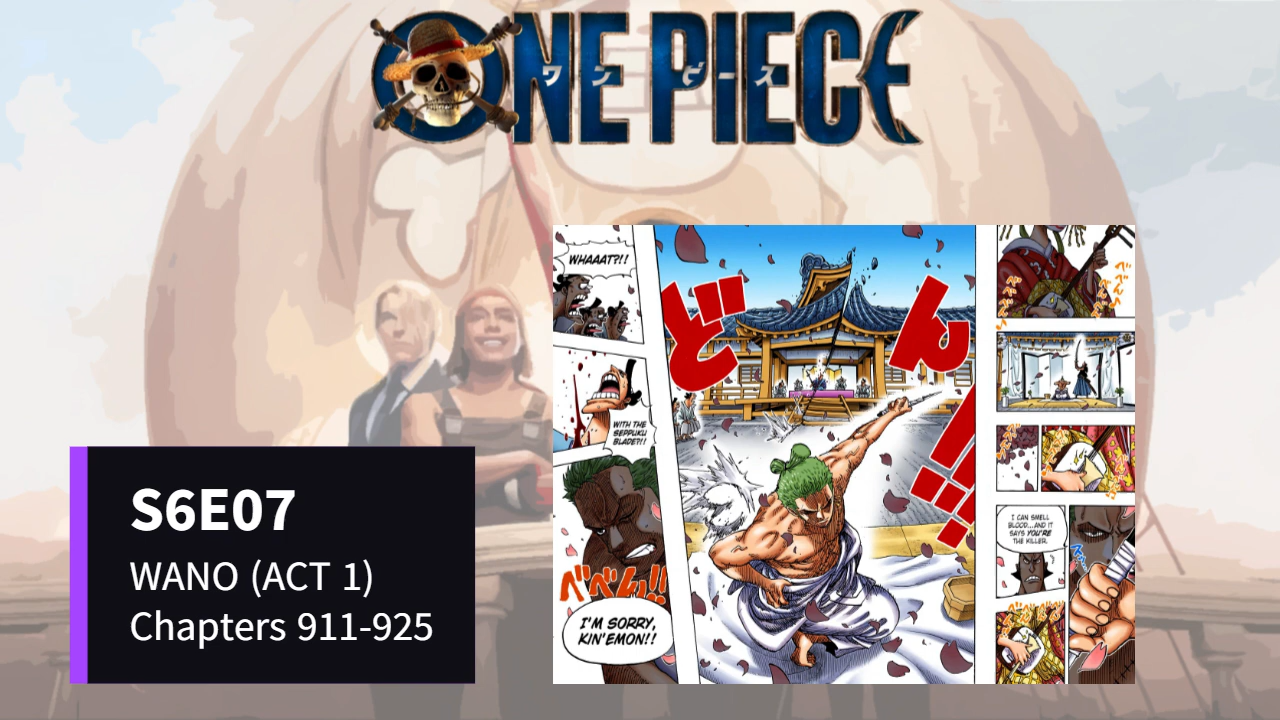 ONE PIECE
ワンピース
WHAAAT?!!
WITH THE
SEPPUKU
BLADE?!!
べべん!!
I'M SORRY,
KIN'EMON!!
どん!!!
I CAN SMELL
BLOOD...AND IT
SAYS YOU'RE
THE KILLER.
S6E07
WANO (ACT 1)
Chapters 911-925